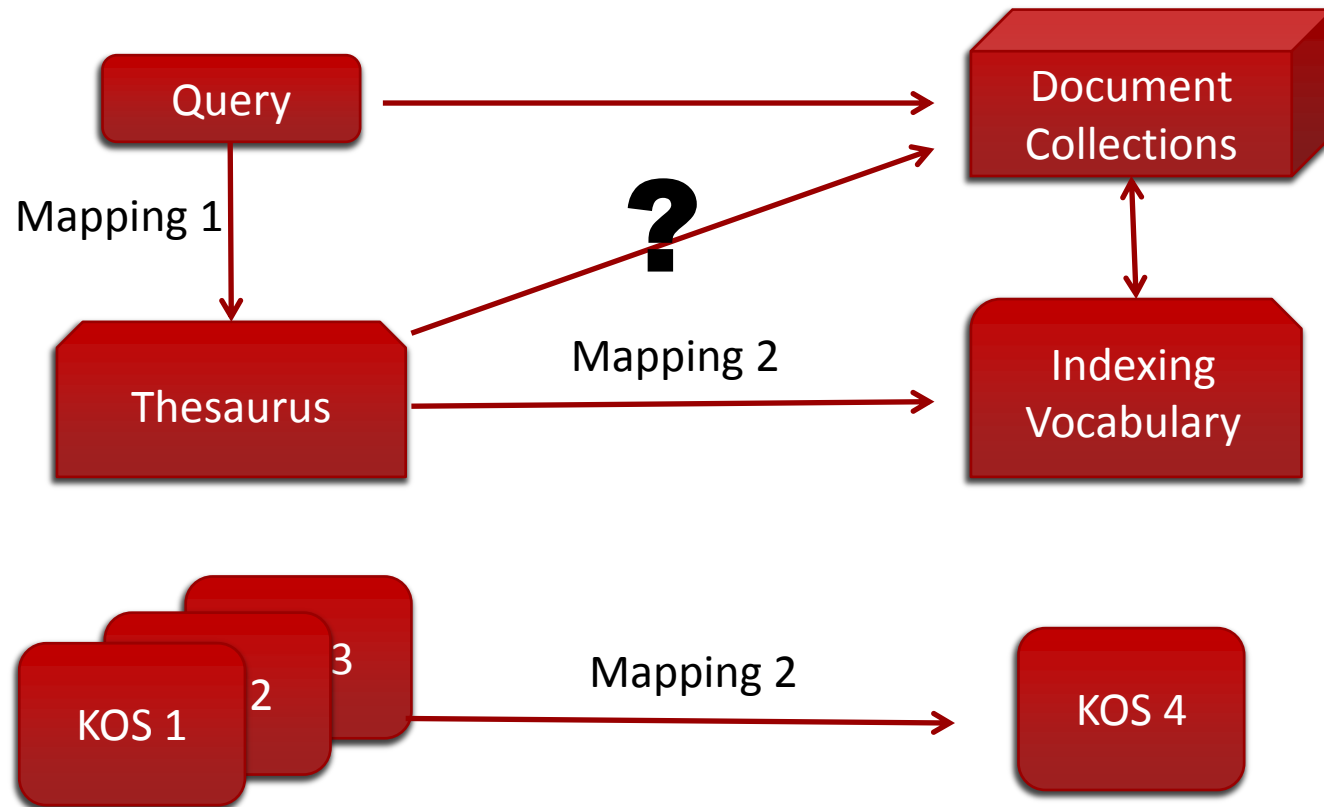 Query
Document
Collections
Mapping 1
?
Thesaurus
Mapping 2
Indexing
Vocabulary
3
2
KOS 1
Mapping 2
KOS 4